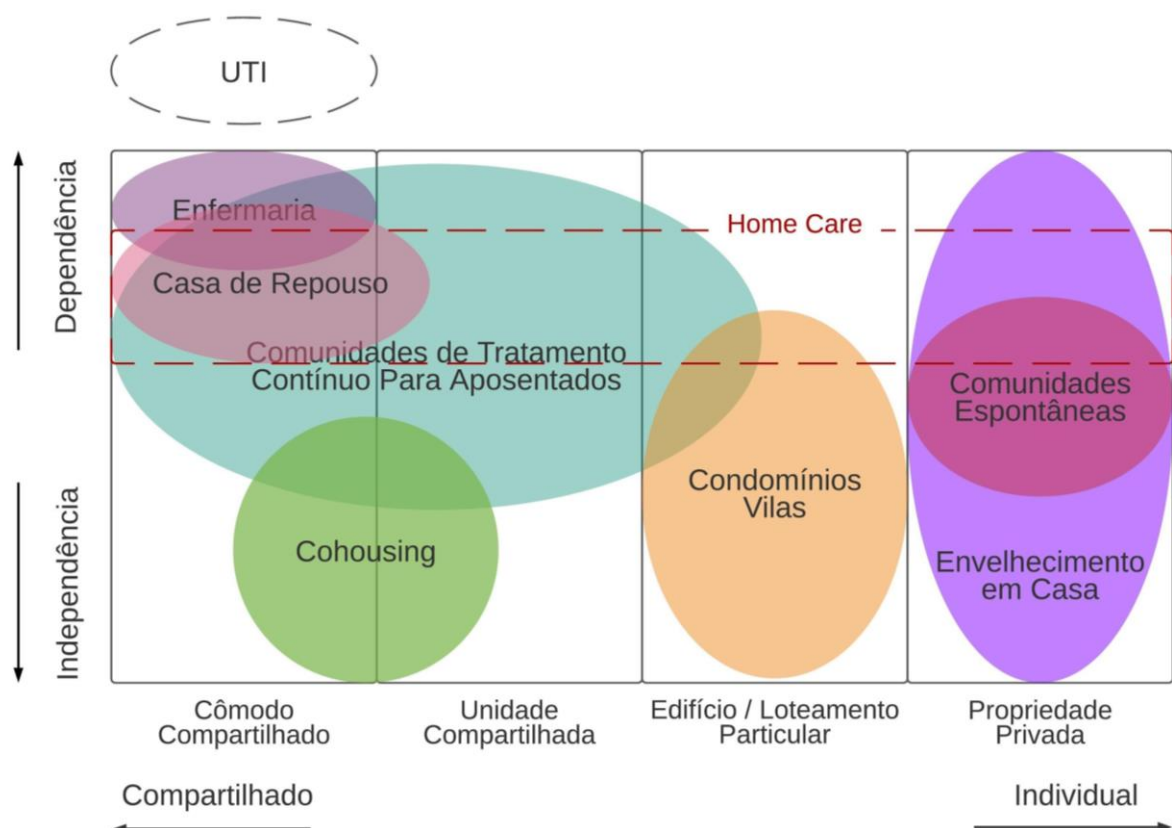 UTI
Dependência
Independência
Enfermaria
Home Care
Casa de Repouso
Comunidades de Tratamento
Contínuo Para Aposentados
Comunidades
Espontâneas
Condomínios
Vilas
Cohousing
Envelhecimento
em Casa
Cômodo
Compartilhado
Unidade
Compartilhada
Edifício / Loteamento
Particular
Propriedade
Privada
Compartilhado
Individual